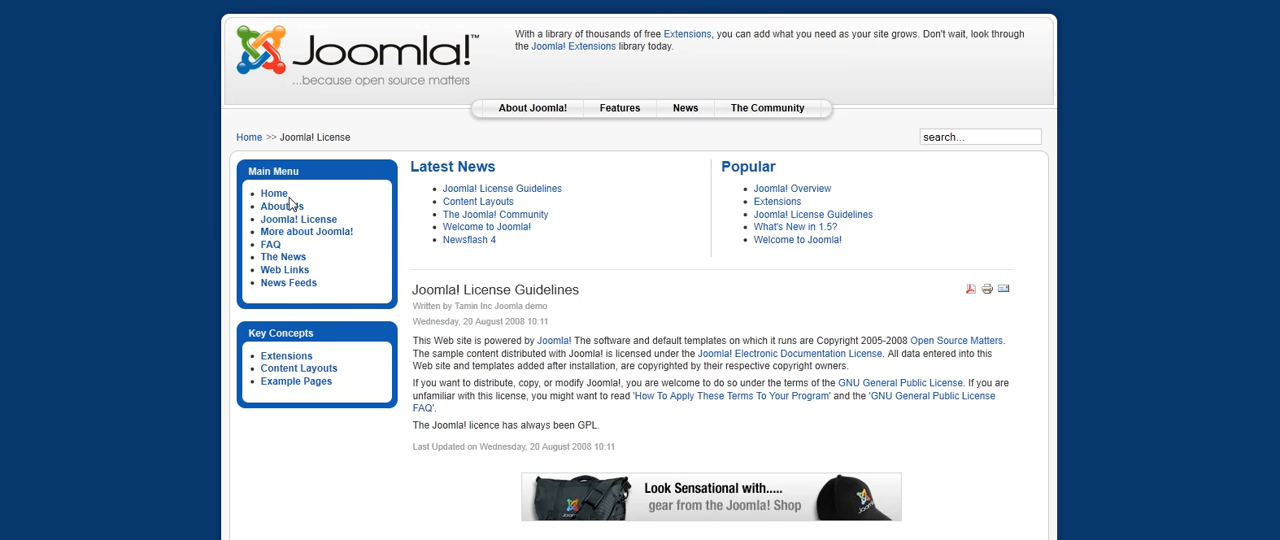 Joomla!™
...because open source matters
With a library of thousands of free Extensions, you can add what you need as your site grows. Don't wait, look through
the Joomla! Extensions library today.
About Joomla! Features News The Community
Home >> Joomla! License
search...
Main Menu
Home
About Us
Joomla! License
More about Joomla!
FAQ
The News
Web Links
News Feeds
Key Concepts
Extensions
Content Layouts
Example Pages
Latest News
Joomla! License Guidelines
Content Layouts
The Joomla! Community
Welcome to Joomla!
Newsflash 4
Popular
Joomla! Overview
Extensions
Joomla! License Guidelines
What's New in 1.5?
Welcome to Joomla!
Joomla! License Guidelines
Written by Tamin Inc Joomla demo
Wednesday, 20 August 2008 10:11
This Web site is powered by Joomla! The software and default templates on which it runs are Copyright 2005-2008 Open Source Matters.
The sample content distributed with Joomla! is licensed under the Joomla! Electronic Documentation License. All data entered into this
Web site and templates added after installation, are copyrighted by their respective copyright owners.
If you want to distribute, copy, or modify Joomla!, you are welcome to do so under the terms of the GNU General Public License. If you are
unfamiliar with this license, you might want to read 'How To Apply These Terms To Your Program' and the 'GNU General Public License
FAQ'.
The Joomla! licence has always been GPL.
Last Updated on Wednesday, 20 August 2008 10:11
Look Sensational with.....
gear from the Joomla! Shop